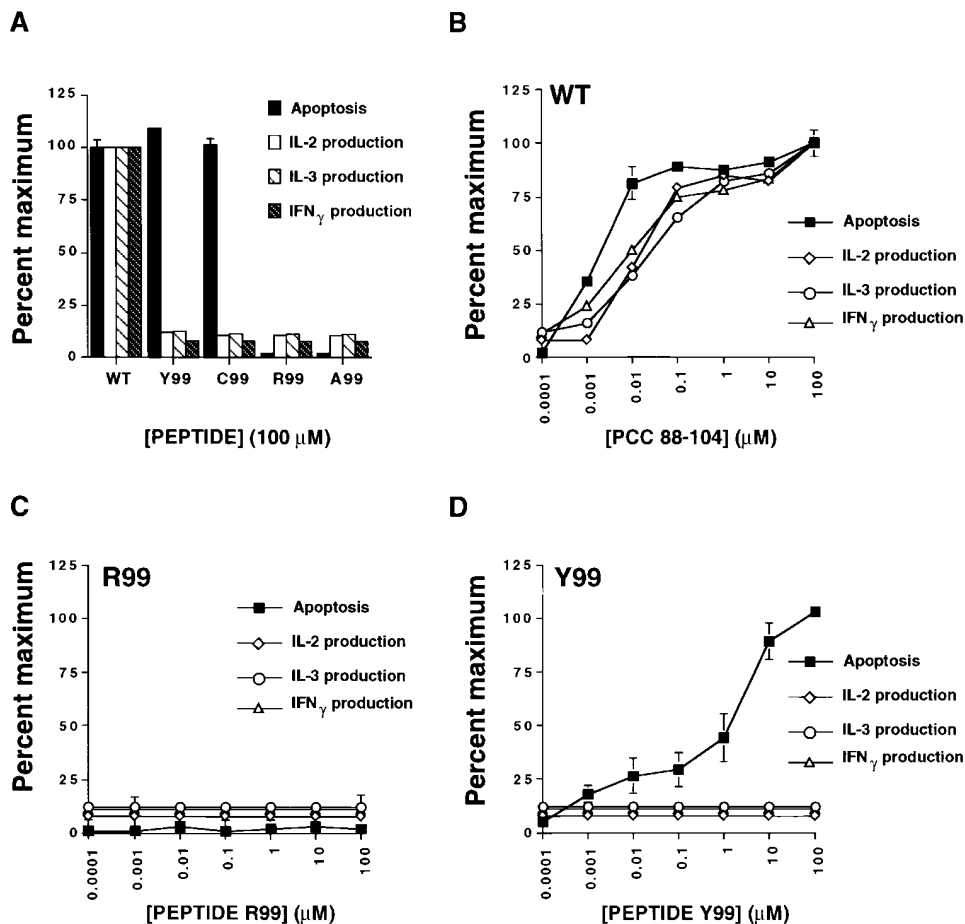 A
Percent maximum
125
100
75
50
25
0
Apoptosis
IL-2 production
IL-3 production
IFNγ production
WT Y99 C99 R99 A99
[PEPTIDE] (100 μM)
B
WT
Percent maximum
125
100
75
50
25
0
Apoptosis
IL-2 production
IL-3 production
IFNγ production
0.0001 0.001 0.01 0.1 1 10 100
[PCC 88-104] (μM)
C
R99
Percent maximum
125
100
75
50
25
0
Apoptosis
IL-2 production
IL-3 production
IFNγ production
0.0001 0.001 0.01 0.1 1 10 100
[PEPTIDE R99] (μM)
D
Y99
Percent maximum
125
100
75
50
25
0
Apoptosis
IL-2 production
IL-3 production
IFNγ production
0.0001 0.001 0.01 0.1 1 10 100
[PEPTIDE Y99] (μM)